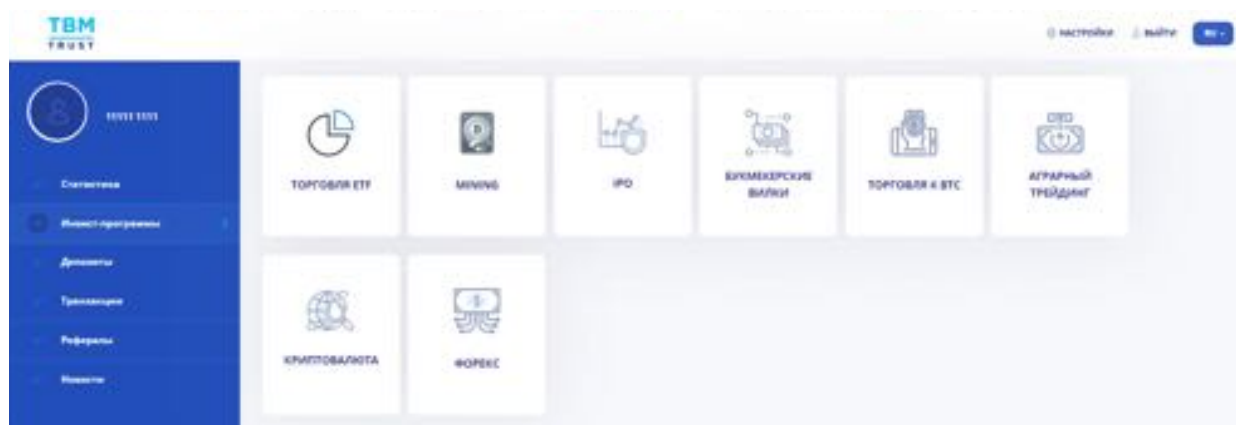 TBM
TRUST
НАСТРОЙКИ
ВЫЙТИ
RU
Статистика
Инвест-программы
Депозиты
Транзакции
Рефералы
Новости
ТОРГОВЛЯ ETF
MINING
IPO
БУКМЕКЕРСКИЕ
ВИЛКИ
ТОРГОВЛЯ К BTC
АГРАРНЫЙ
ТРЕЙДИНГ
КРИПТОВАЛЮТА
ФОРЕКС